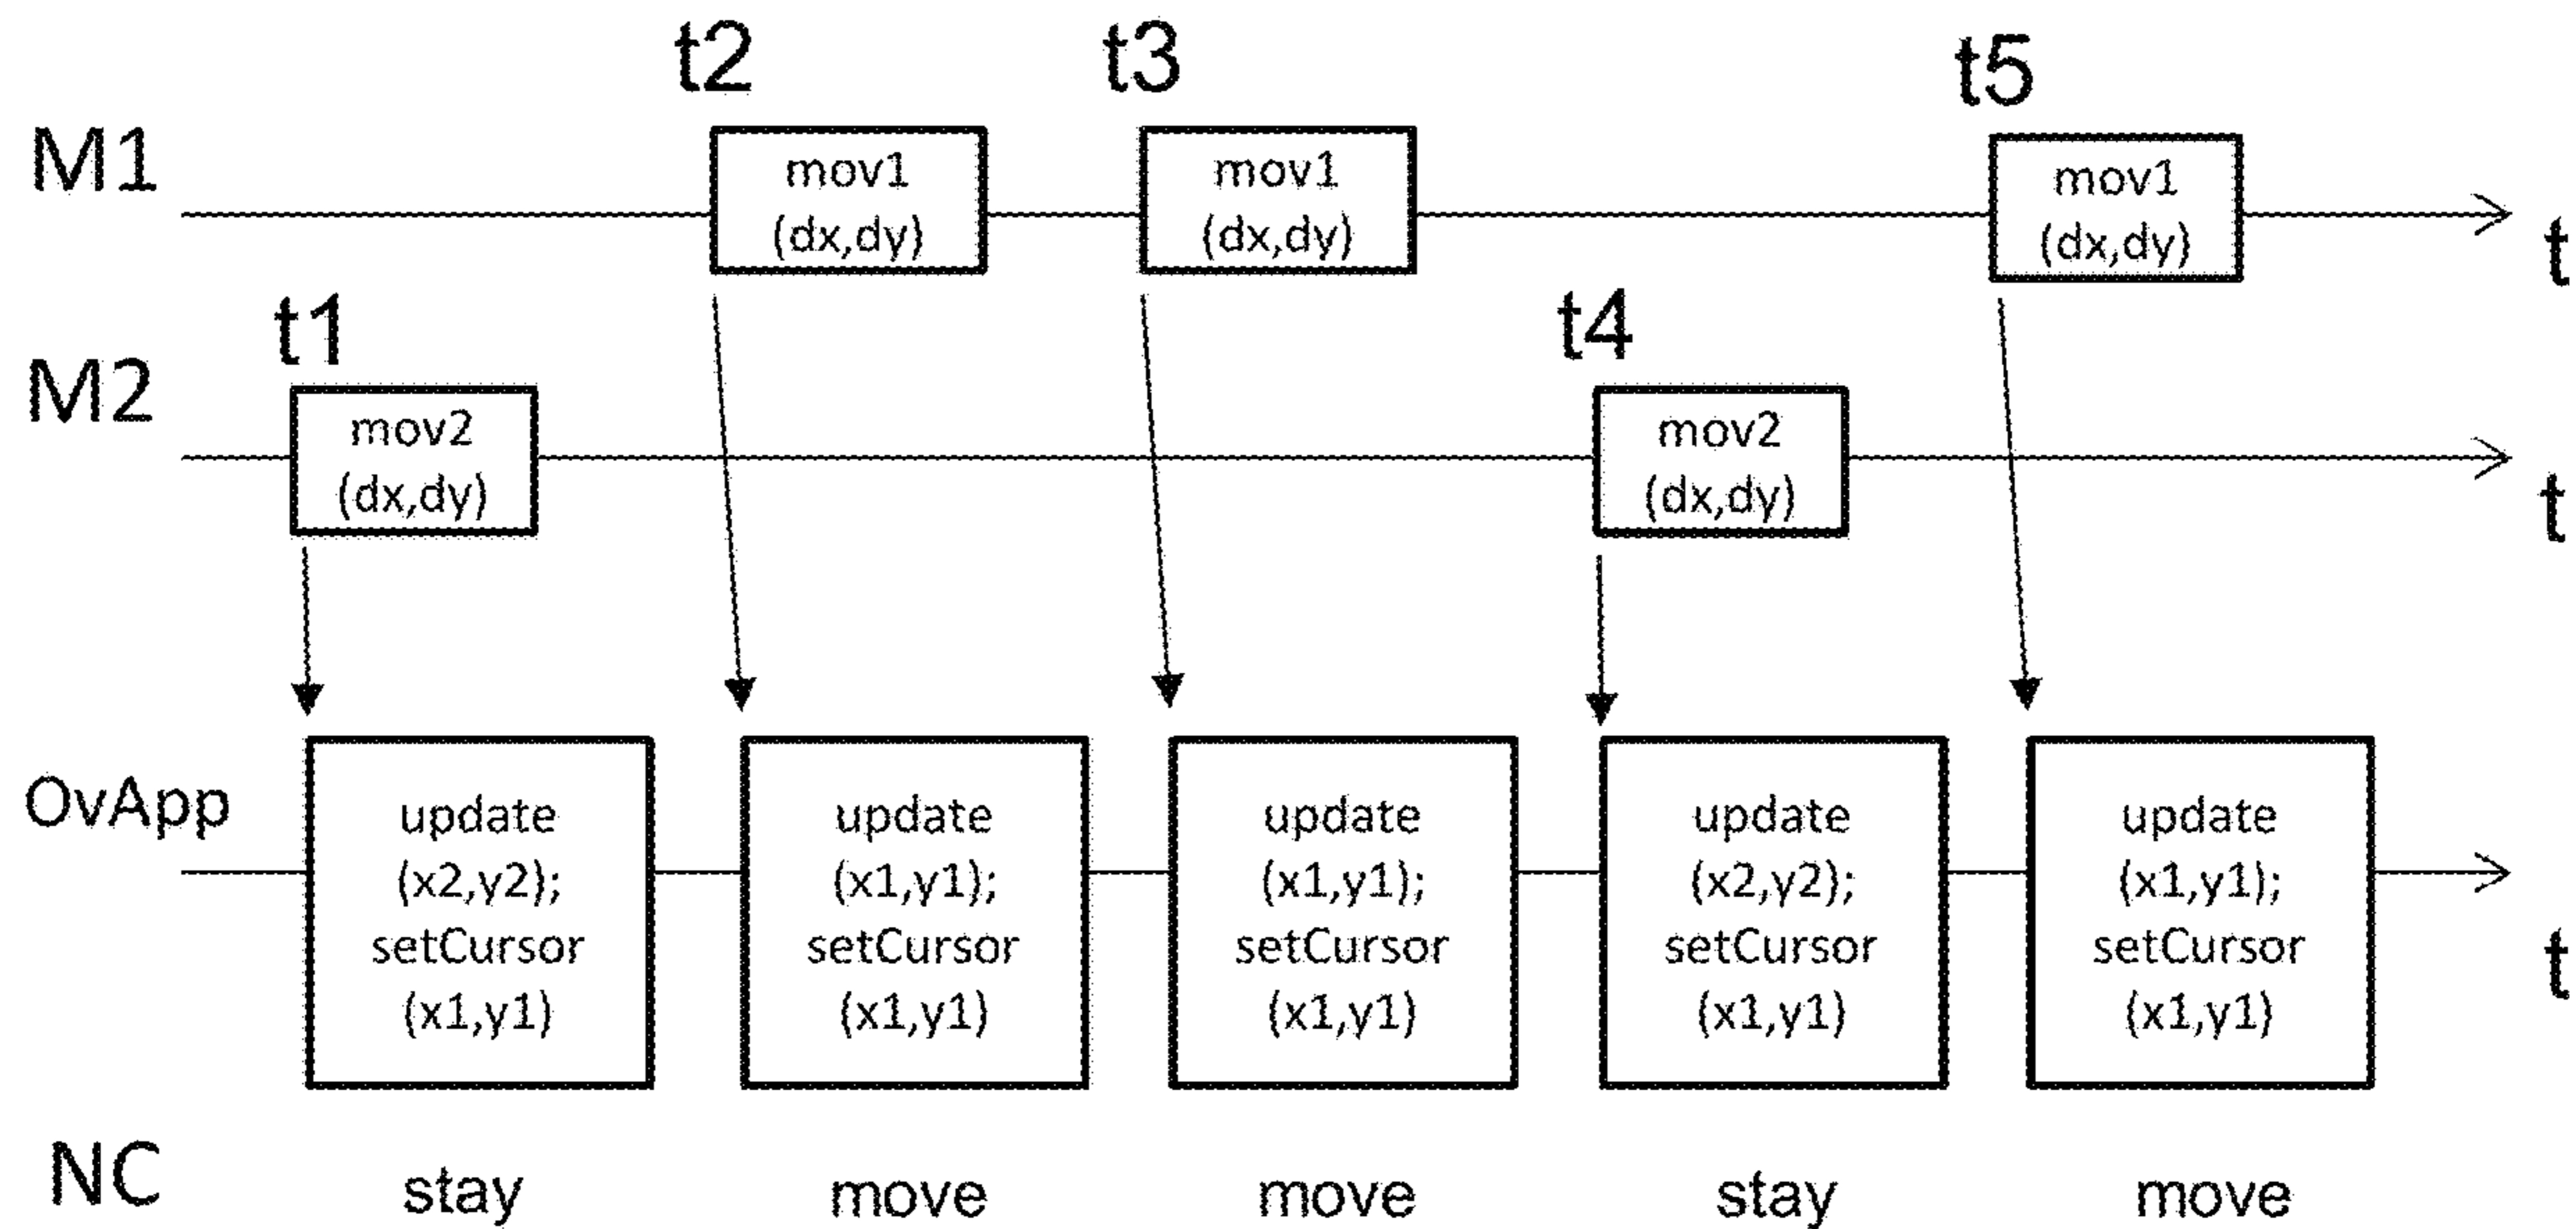 t2 t3 t5
M1
mov1 mov1 mov1
(dx,dy) (dx,dy) (dx,dy)
t
t1 t4
M2
mov2 mov2
(dx,dy) (dx,dy)
t
OvApp
update update update update update
(x2,y2); (x1,y1); (x1,y1); (x2,y2); (x1,y1);
setCursor setCursor setCursor setCursor setCursor
(x1,y1) (x1,y1) (x1,y1) (x1,y1) (x1,y1)
t
NC stay move move stay move